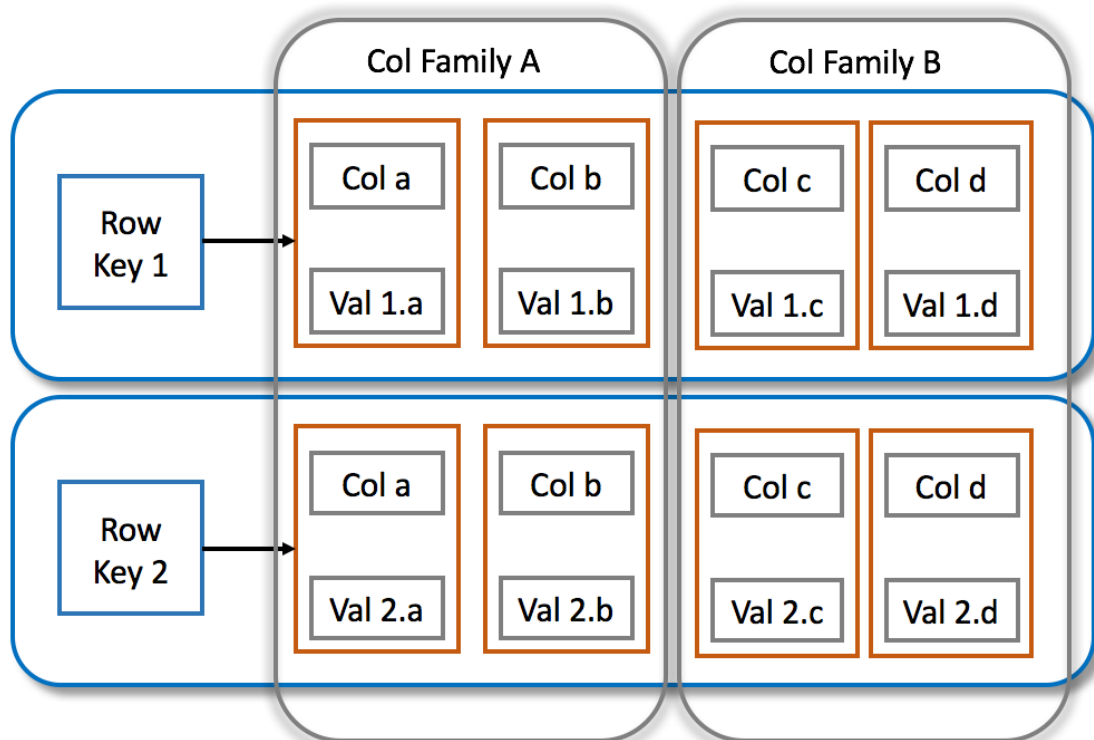 Col Family A
Col Family B
Row
Key 1
Col a
Col b
Col c
Col d
Val 1.a
Val 1.b
Val 1.c
Val 1.d
Row
Key 2
Col a
Col b
Col c
Col d
Val 2.a
Val 2.b
Val 2.c
Val 2.d